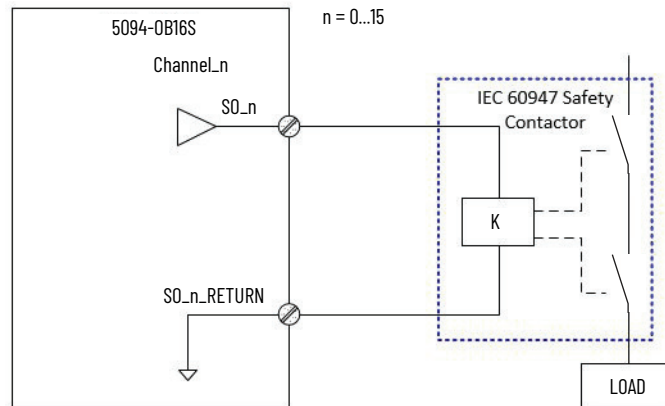 n = 0...15
5094-OB16S
Channel_n
SO_n
IEC 60947 Safety
Contactor
K
SO_n_RETURN
LOAD